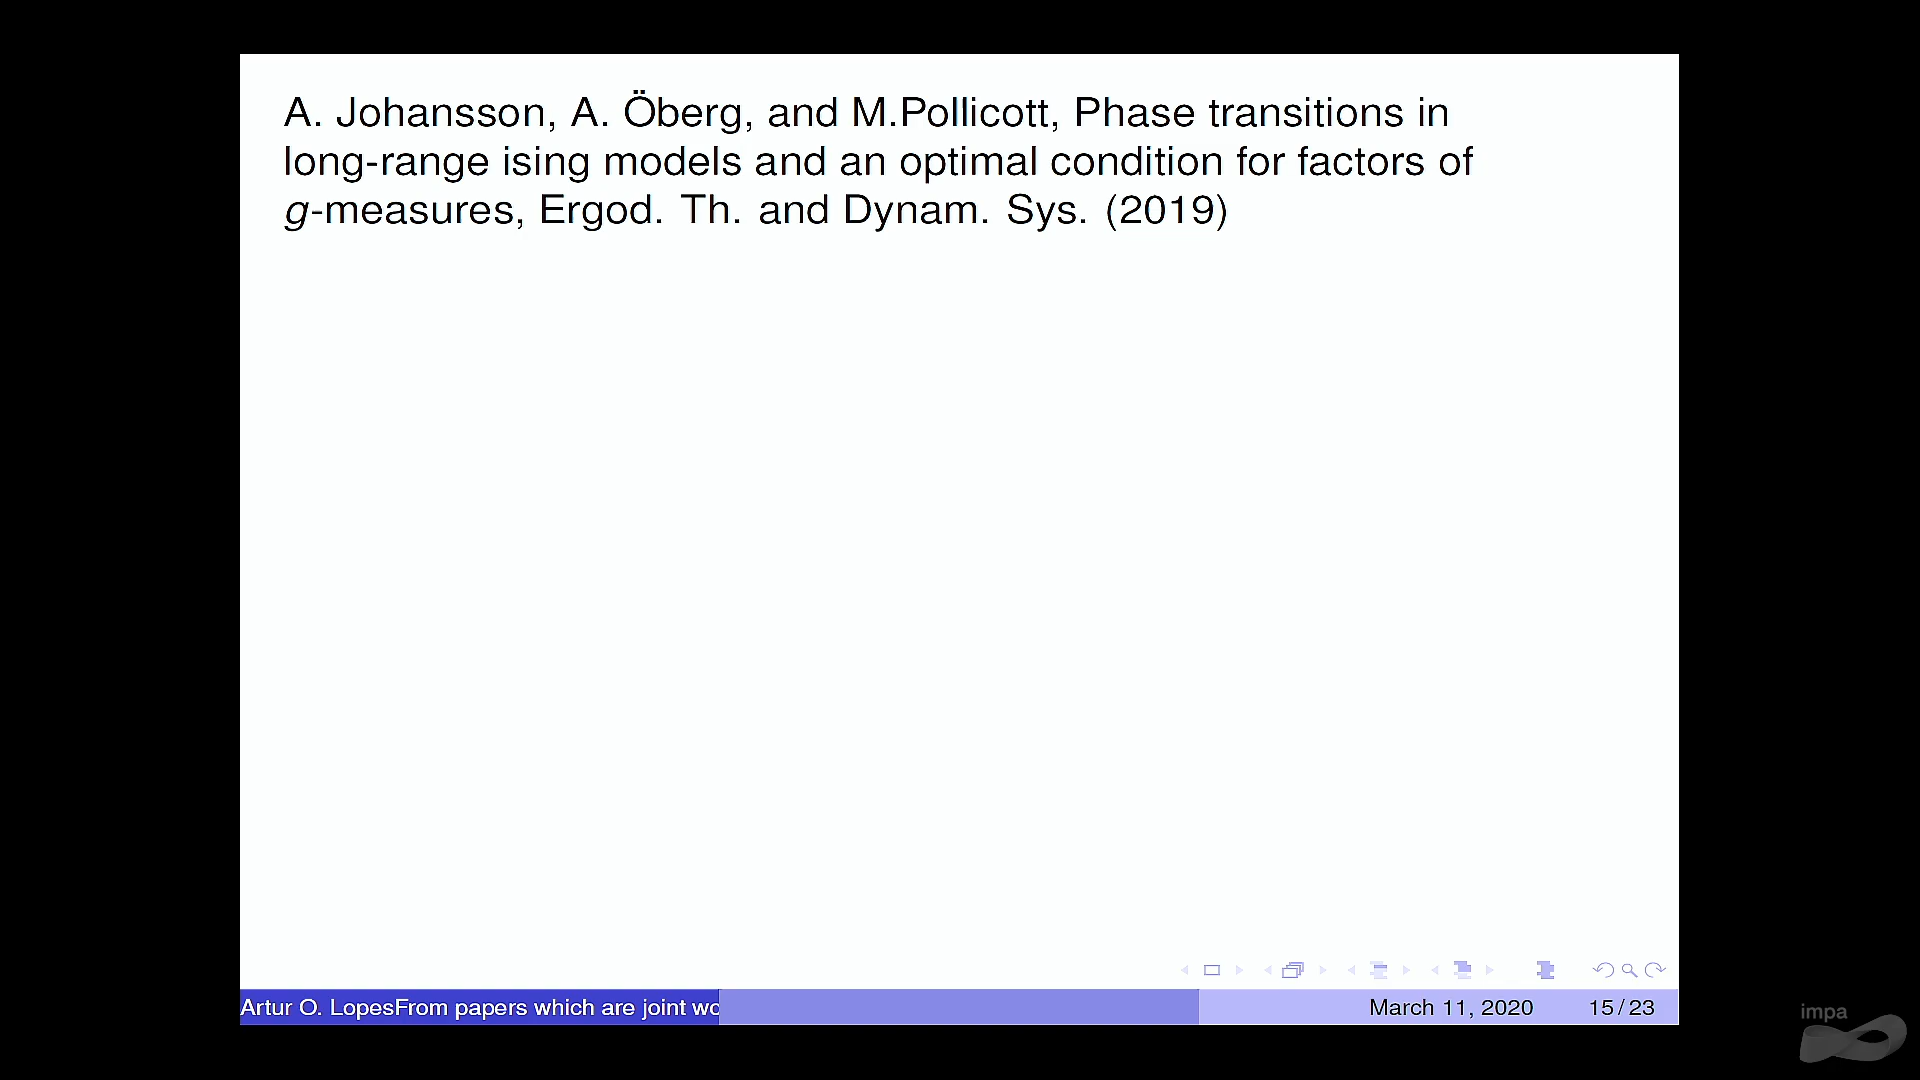 A. Johansson, A. Öberg, and M.Pollicott, Phase transitions in
long-range ising models and an optimal condition for factors of
g-measures, Ergod. Th. and Dynam. Sys. (2019)
Artur O. LopesFrom papers which are joint wo
March 11, 2020
15 / 23
impa